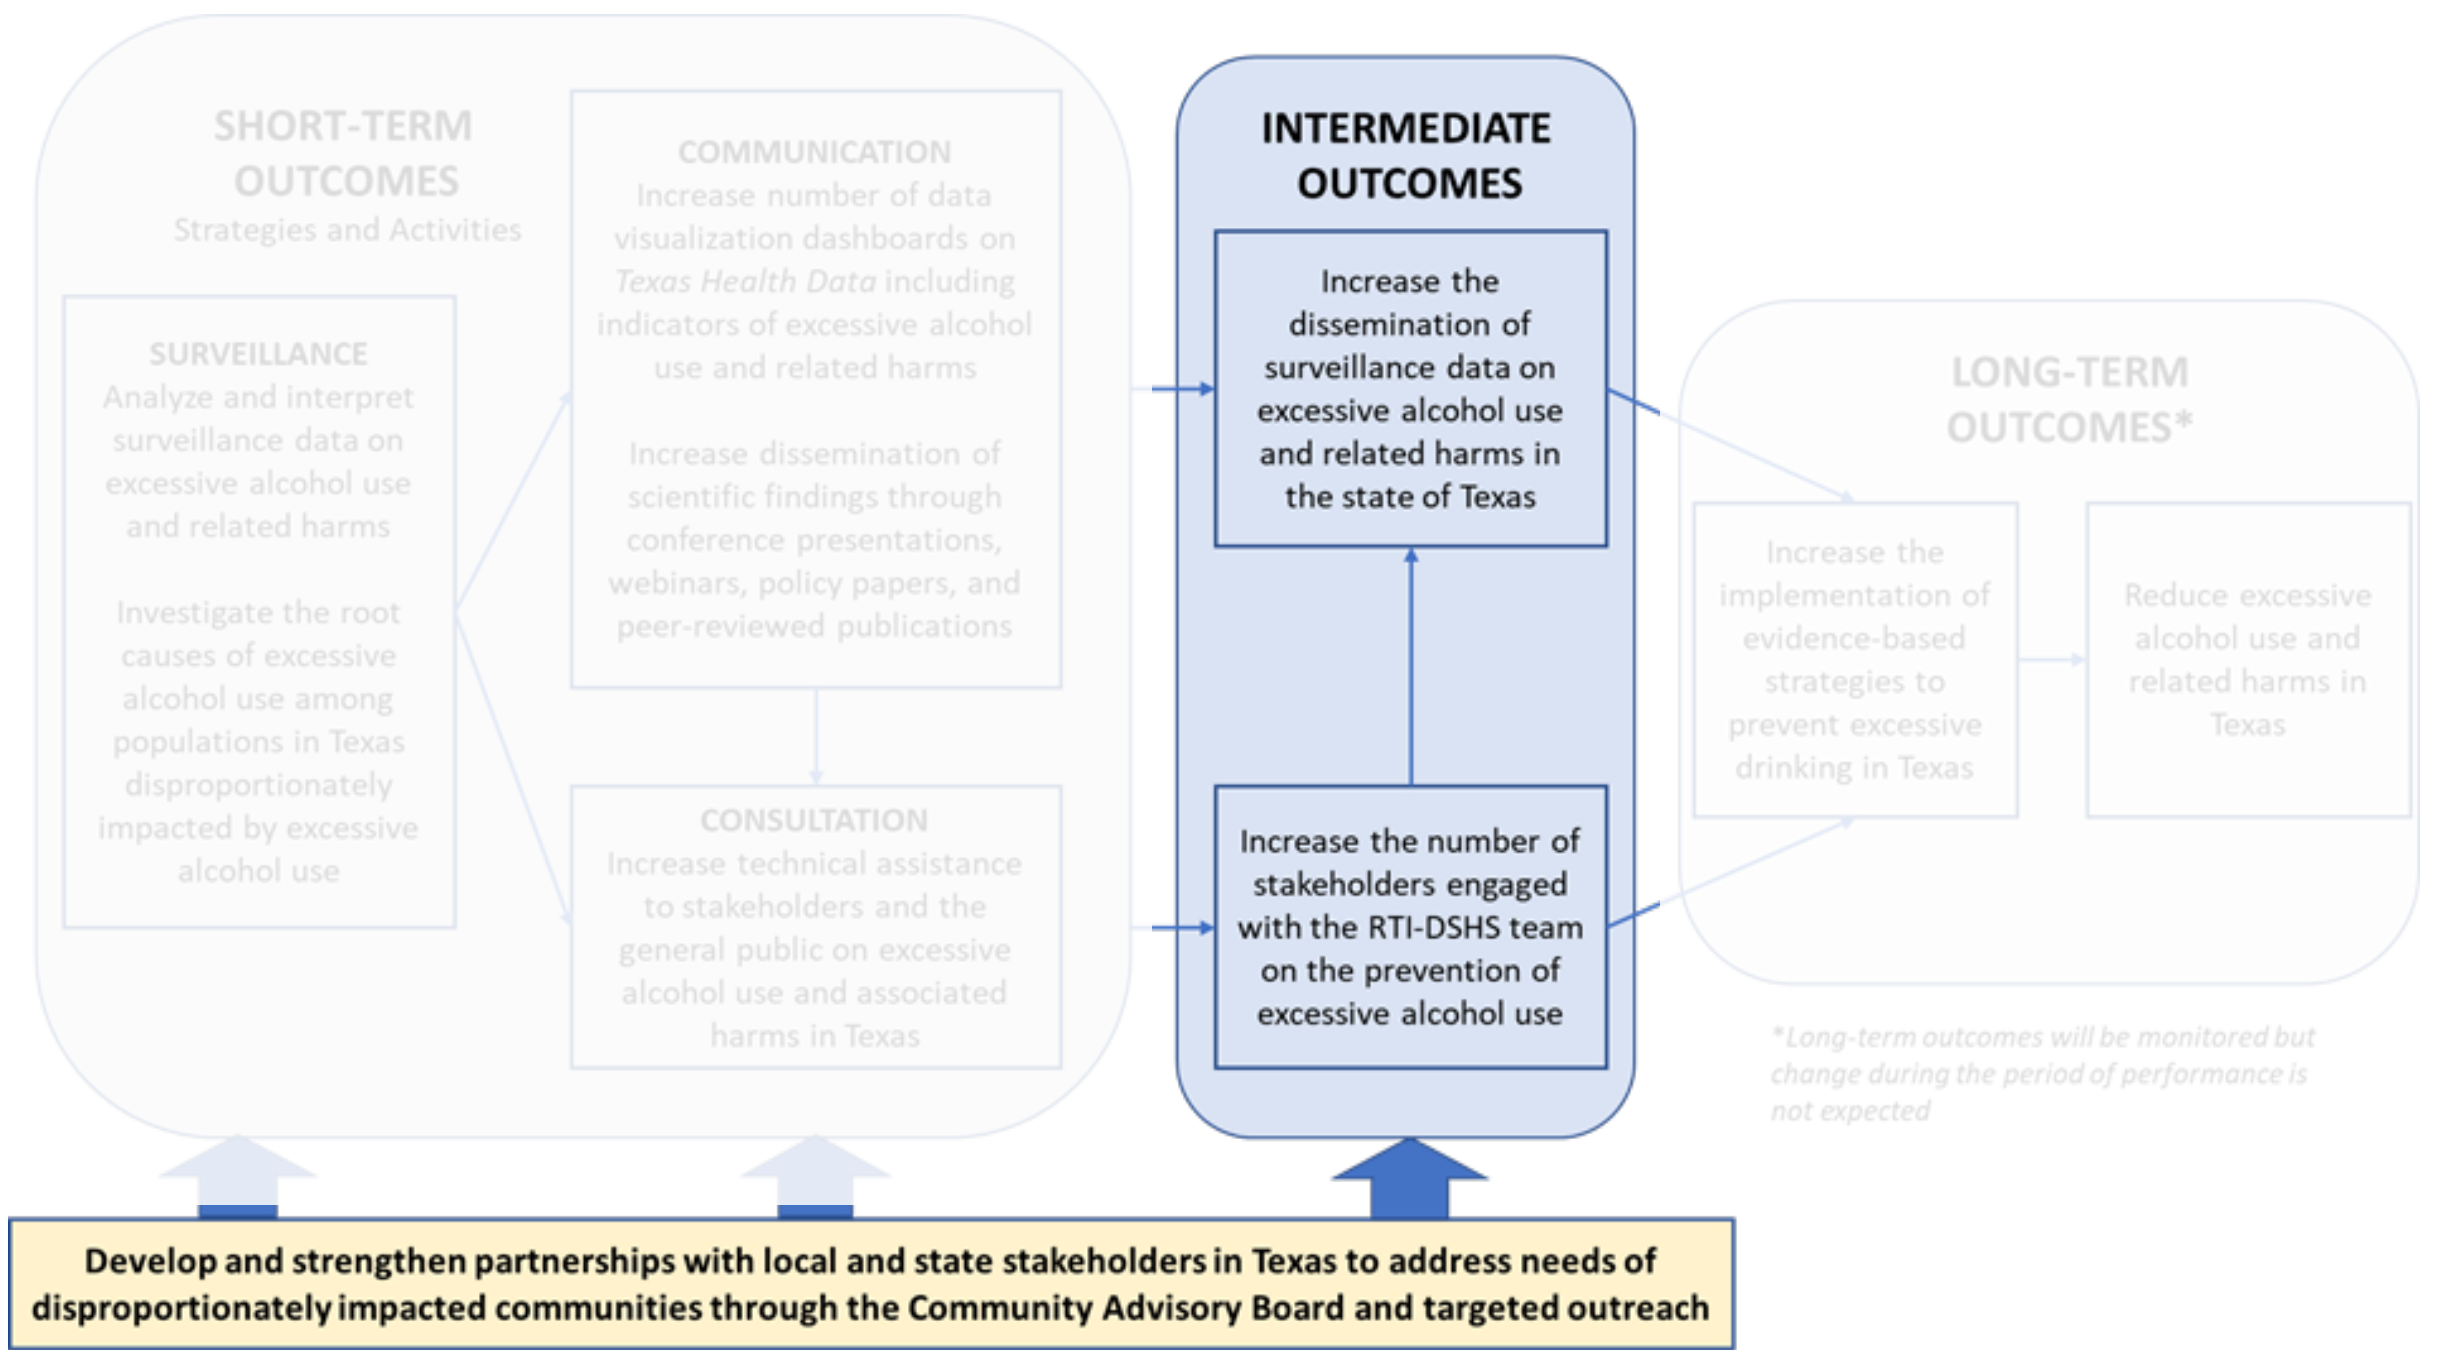 SHORT-TERM
OUTCOMES
Strategies and Activities
SURVEILLANCE
Analyze and interpret
surveillance data on
excessive alcohol use
and related harms
Investigate the root
causes of excessive
alcohol use among
populations in Texas
disproportionately
impacted by excessive
alcohol use
COMMUNICATION
Increase number of data
visualization dashboards on
Texas Health Data including
indicators of excessive alcohol
use and related harms
Increase dissemination of
scientific findings through
conference presentations,
webinars, policy papers, and
peer-reviewed publications
CONSULTATION
Increase technical assistance
to stakeholders and the
general public on excessive
alcohol use and associated
harms in Texas
INTERMEDIATE
OUTCOMES
Increase the
dissemination of
surveillance data on
excessive alcohol use
and related harms in
the state of Texas
Increase the number of
stakeholders engaged
with the RTI-DSHS team
on the prevention of
excessive alcohol use
LONG-TERM
OUTCOMES*
Increase the
implementation of
evidence-based
strategies to
prevent excessive
drinking in Texas
Reduce excessive
alcohol use and
related harms in
Texas
*Long-term outcomes will be monitored but
change during the period of performance is
not expected
Develop and strengthen partnerships with local and state stakeholders in Texas to address needs of
disproportionately impacted communities through the Community Advisory Board and targeted outreach